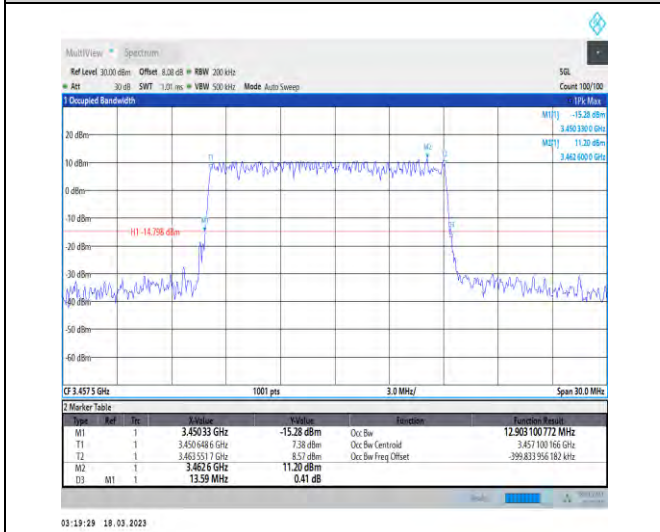 MultiView Spectrum
Ref Level 30.00 dBm Offset 8.08 dB RBW 200 kHz SGL
Att 30 dB SWT 1.01 ms VBW 500 kHz Mode Auto Sweep Count 100/100
1 Occupied Bandwidth 1Pk Max
M1[1] -15.28 dBm
3.450 330 0 GHz
M2[1] 11.20 dBm
3.462 600 0 GHz
20 dBm
M2
T1 T2
10 dBm
0 dBm
-10 dBm
M1
H1 -14.798 dBm
-20 dBm
-30 dBm
-40 dBm
-50 dBm
-60 dBm
CF 3.457 5 GHz 1001 pts 3.0 MHz/ Span 30.0 MHz
2 Marker Table
Type Ref Trc X-Value Y-Value Function Function Result
M1 1 3.450 33 GHz -15.28 dBm Occ Bw 12.903 100 772 MHz
T1 1 3.450 648 6 GHz 7.38 dBm Occ Bw Centroid 3.457 100 166 GHz
T2 1 3.463 551 7 GHz 8.57 dBm Occ Bw Freq Offset -399.833 956 182 kHz
M2 1 3.462 6 GHz 11.20 dBm
D3 M1 1 13.59 MHz 0.41 dB
03:19:29 18.03.2023